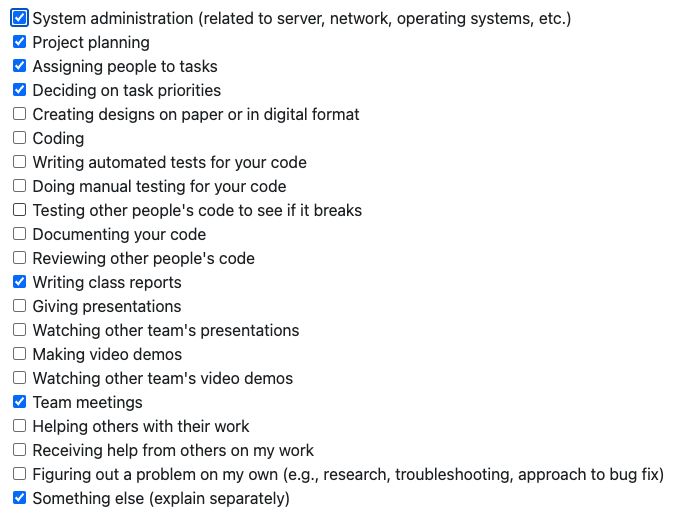 System administration (related to server, network, operating systems, etc.)
Project planning
Assigning people to tasks
Deciding on task priorities
Creating designs on paper or in digital format
Coding
Writing automated tests for your code
Doing manual testing for your code
Testing other people's code to see if it breaks
Documenting your code
Reviewing other people's code
Writing class reports
Giving presentations
Watching other team's presentations
Making video demos
Watching other team's video demos
Team meetings
Helping others with their work
Receiving help from others on my work
Figuring out a problem on my own (e.g., research, troubleshooting, approach to bug fix)
Something else (explain separately)